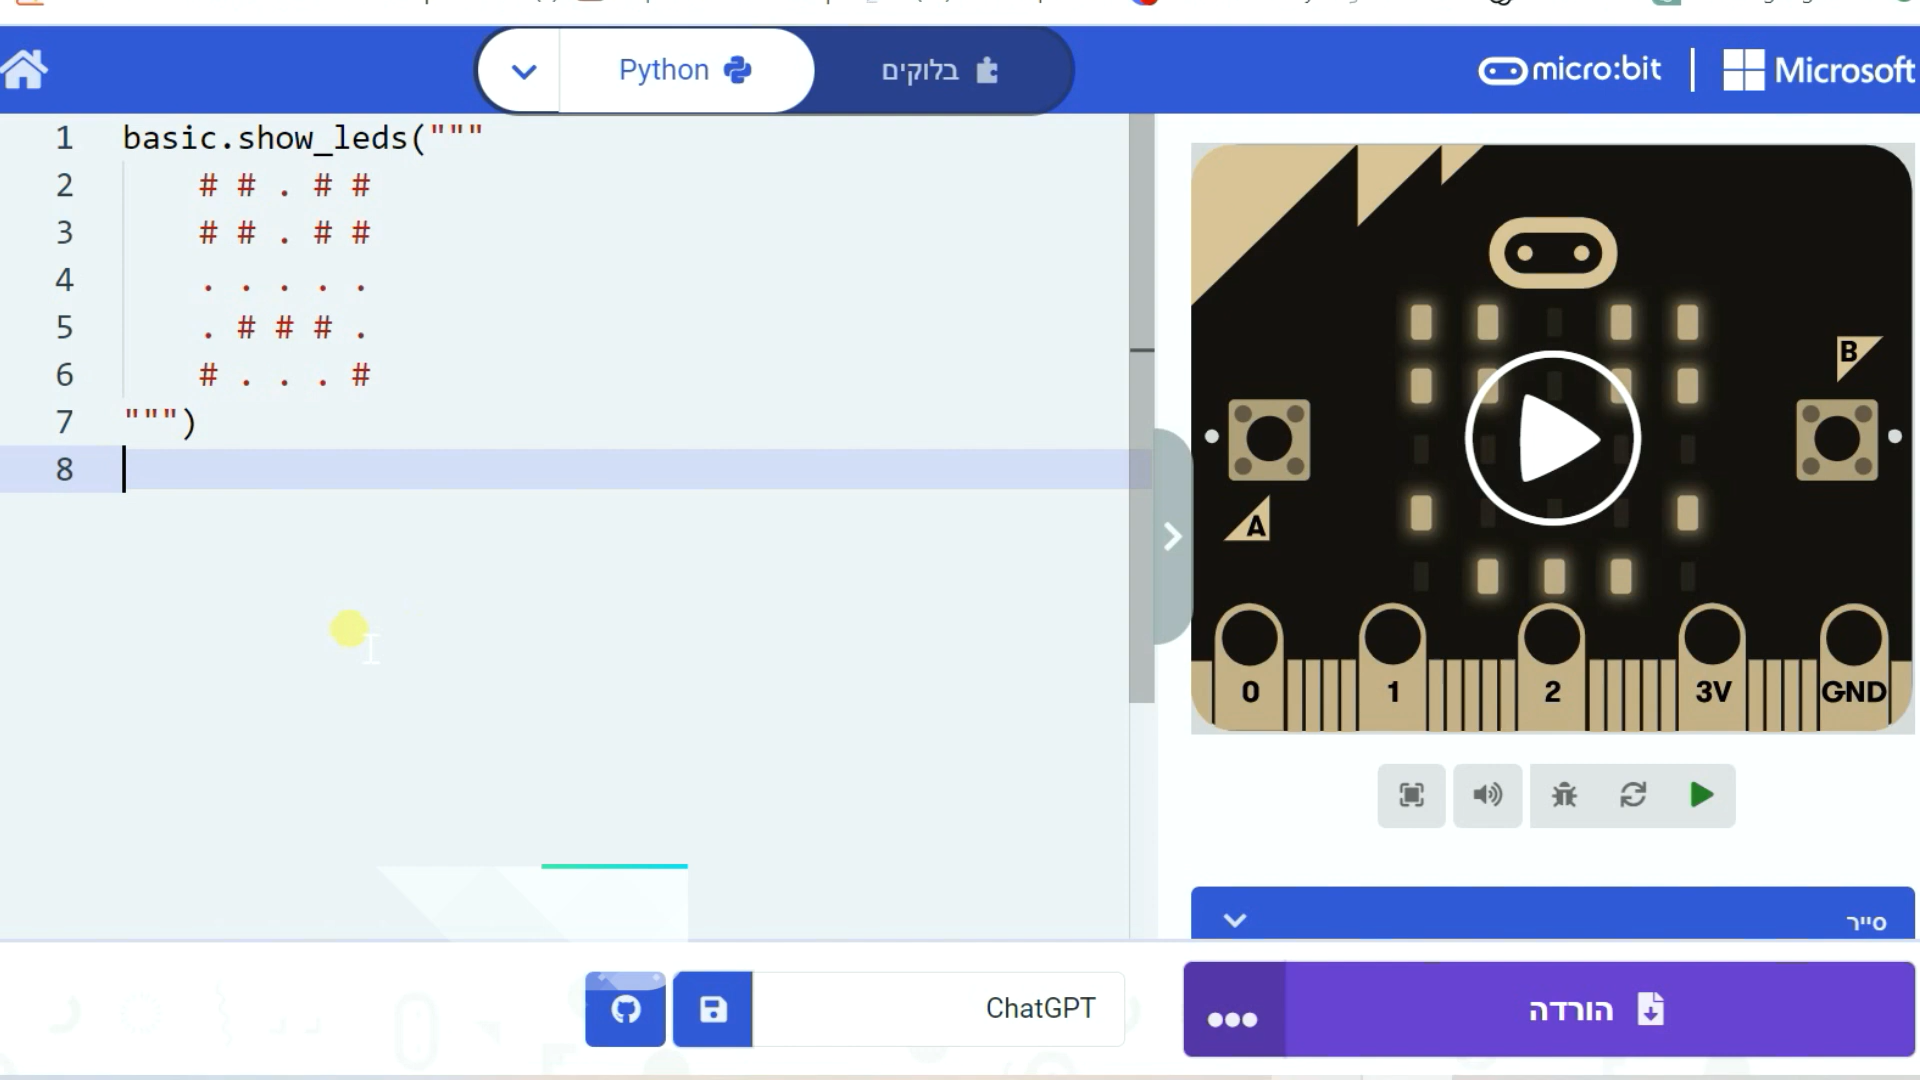 Python
בלוקים
micro:bit
Microsoft
1 basic.show_leds("""
2 # # . # #
3 # # . # #
4 . . . . .
5 . # # # .
6 # . . . #
7 """)
8
B
A
0 1 2 3V GND
סייר
ChatGPT
הורדה